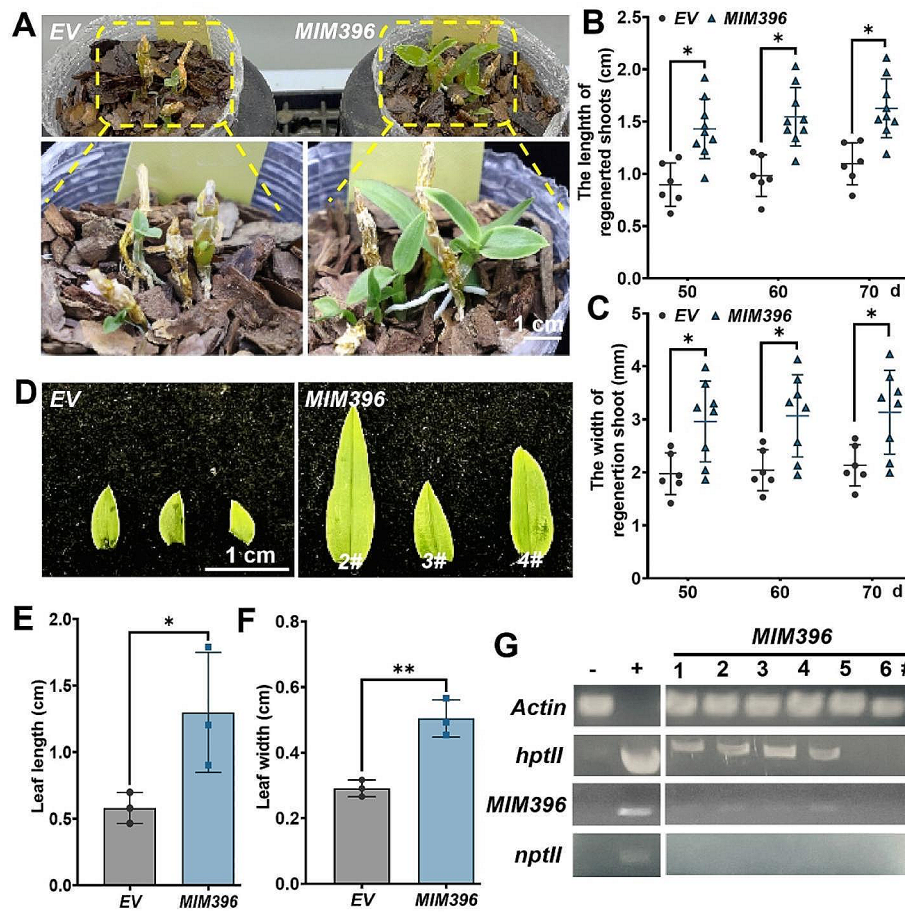 A
EV
MIM396
1 cm
B
EV
MIM396
The lenghth of
regenerted shoots (cm)
2.5
2.0
1.5
1.0
0.5
0.0
*
*
*
50
60
70
d
C
EV
MIM396
The width of
regenertion shoot (mm)
5
4
3
2
1
0
*
*
*
50
60
70
d
D
EV
1 cm
MIM396
2#
3#
4#
E
Leaf length (cm)
2.0
1.5
1.0
0.5
0.0
*
EV
MIM396
F
Leaf width (cm)
0.8
0.6
0.4
0.2
0.0
**
EV
MIM396
G
MIM396
- + 1 2 3 4 5 6 #
Actin
hptII
MIM396
nptII